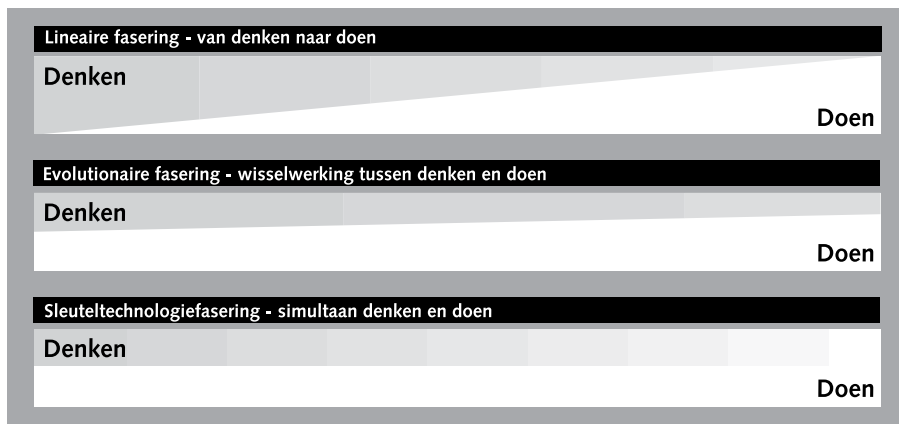 Lineaire fasering - van denken naar doen
Denken
Doen
Evolutionaire fasering - wisselwerking tussen denken en doen
Denken
Doen
Sleuteltechnologiefasering - simultaan denken en doen
Denken
Doen